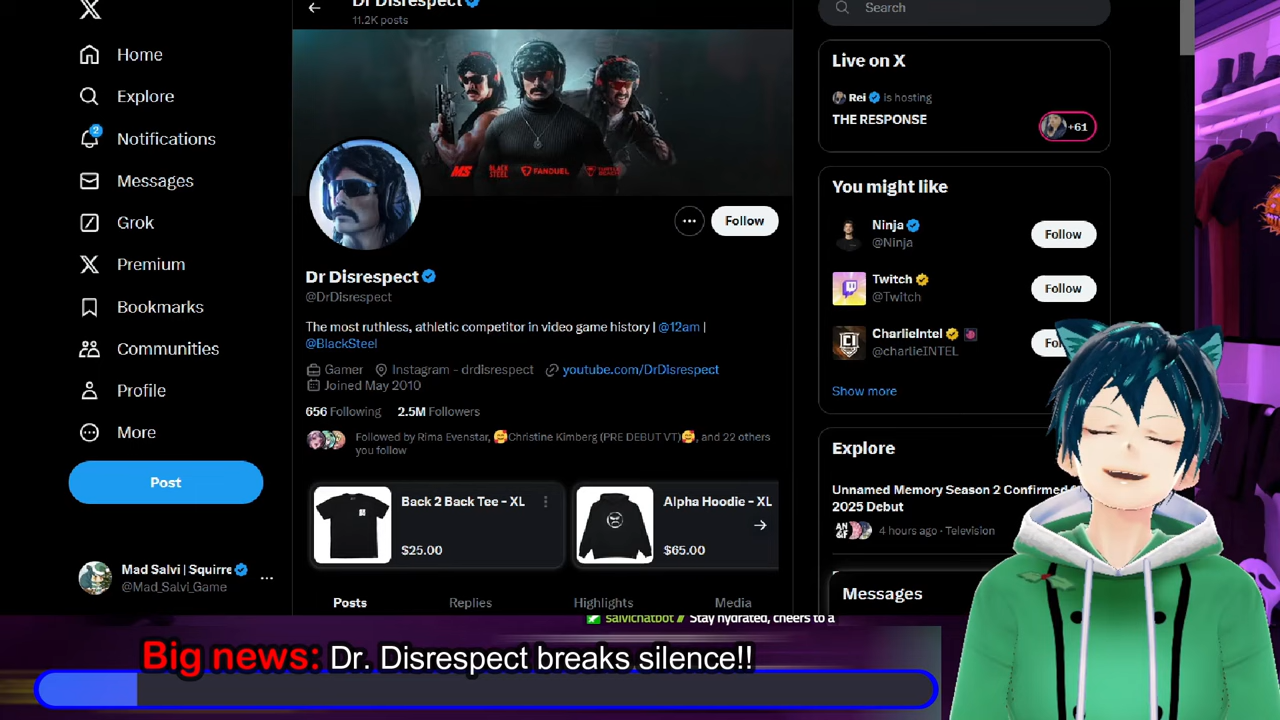 Home
Explore
2
Notifications
Messages
Grok
Premium
Bookmarks
Communities
Profile
More
Post
Mad Salvi | Squirre
@Mad_Salvi_Game
Dr Disrespect
11.2K posts
MS
BLACK STEEL
FANDUEL
Follow
Dr Disrespect
@DrDisrespect
The most ruthless, athletic competitor in video game history | @12am |
@BlackSteel
Gamer Instagram - drdisrespect youtube.com/DrDisrespect
Joined May 2010
656 Following 2.5M Followers
Followed by Rima Evenstar, 🥰Christine Kimberg (PRE DEBUT VT)🥰, and 22 others
you follow
Back 2 Back Tee - XL
$25.00
Alpha Hoodie - XL
$65.00
Posts Replies Highlights Media
Search
Live on X
Rei is hosting
THE RESPONSE
+61
You might like
Ninja
@Ninja
Follow
Twitch
@Twitch
Follow
CharlieIntel
@charlieINTEL
Fol
Show more
Explore
Unnamed Memory Season 2 Confirmed
2025 Debut
4 hours ago · Television
Messages
salvichatbot // Stay hydrated, cheers to a
Big news: Dr. Disrespect breaks silence!!